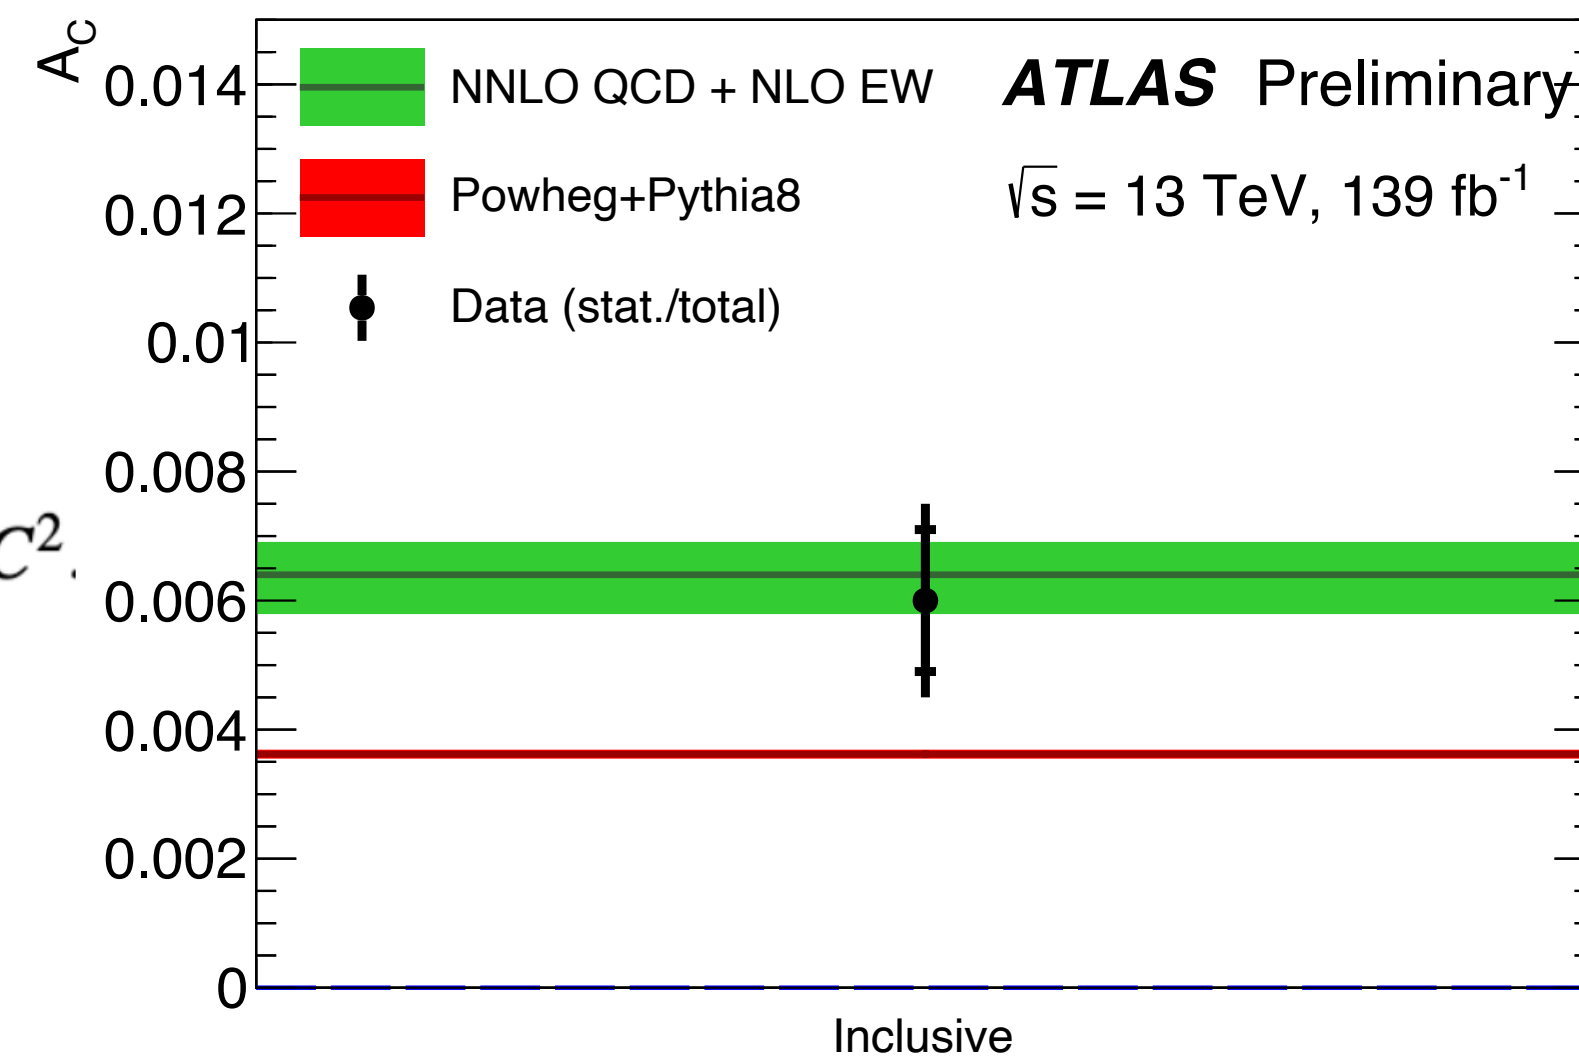 A_C
0.014
NNLO QCD + NLO EW
ATLAS Preliminary
0.012
Powheg+Pythia8
√s = 13 TeV, 139 fb⁻¹
Data (stat./total)
0.01
0.008
C².
0.006
0.004
0.002
0
Inclusive